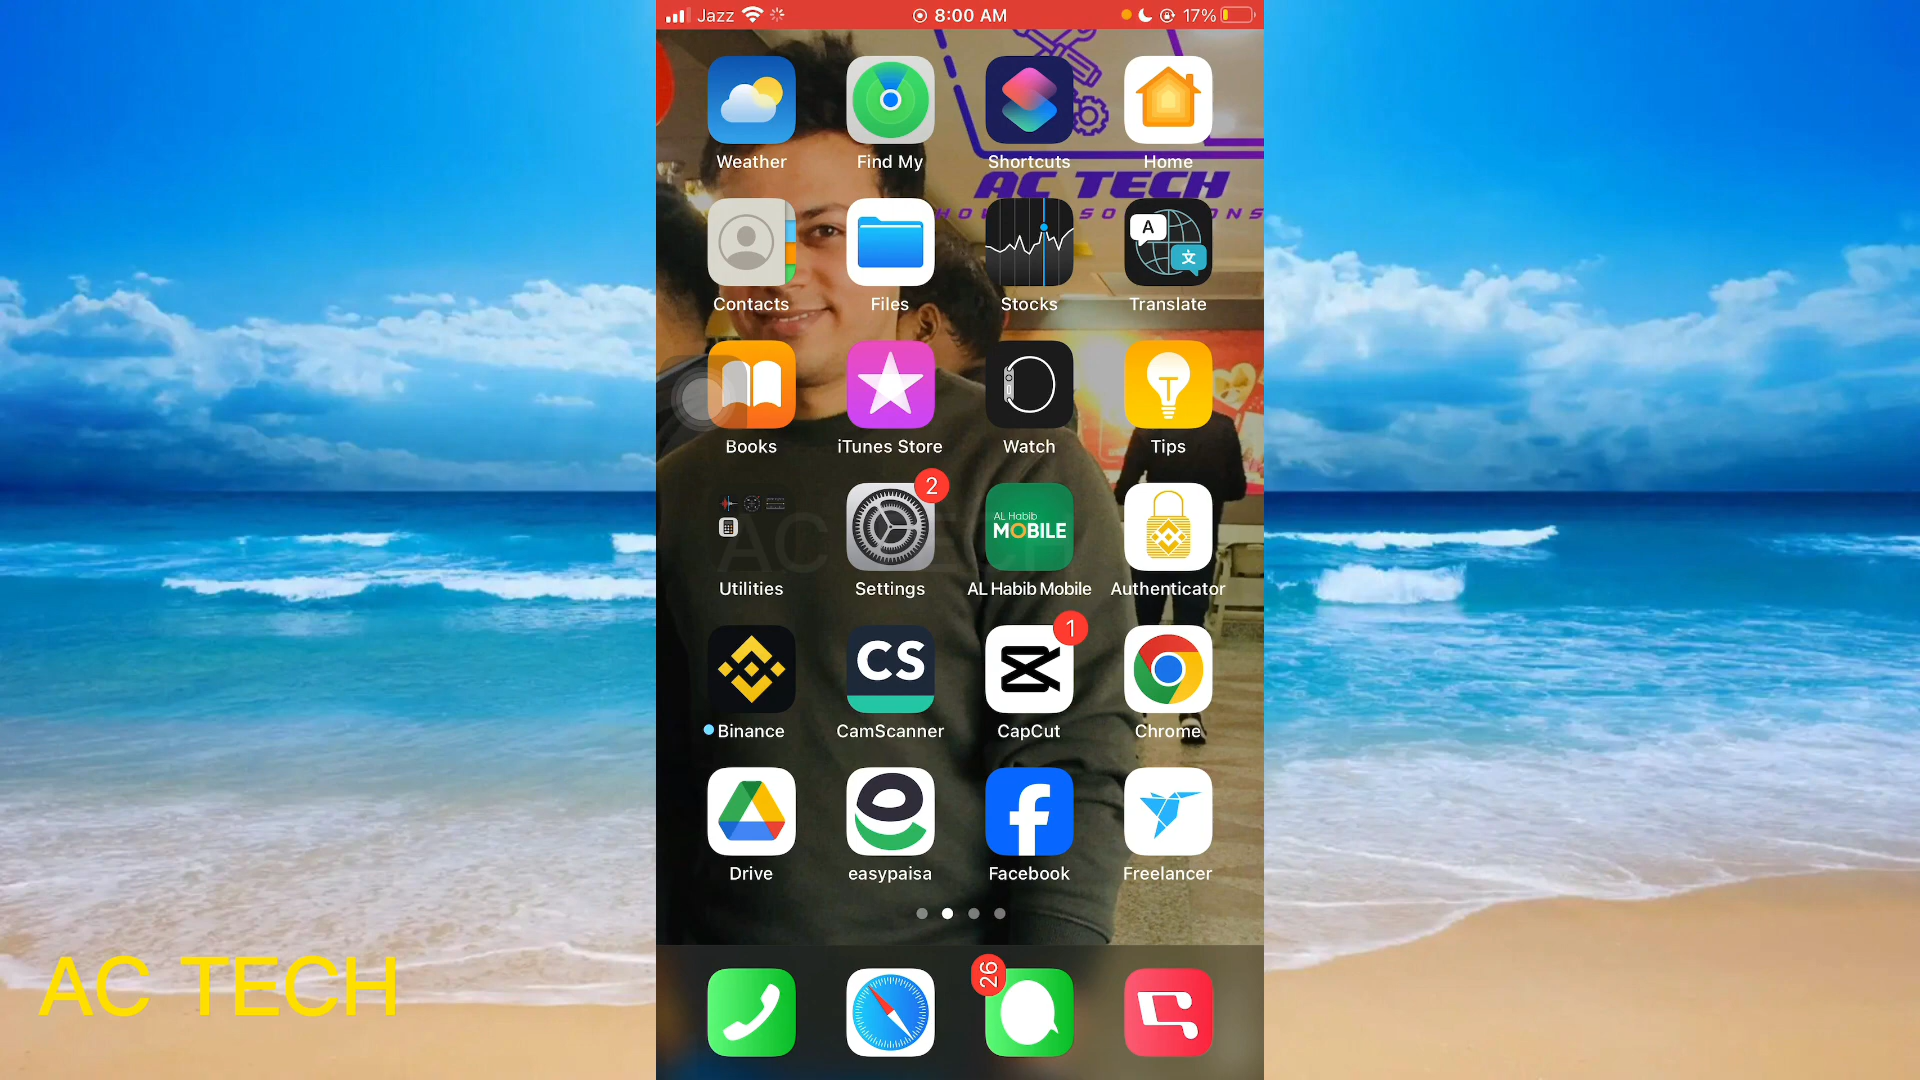 Jazz 8:00 AM 17%
Weather Find My Shortcuts Home
AC TECH
A
文
Contacts Files Stocks Translate
Books iTunes Store Watch Tips
2
AL Habib
MOBILE
AC TECH
Utilities Settings AL Habib Mobile Authenticator
CS
1
Binance CamScanner CapCut Chrome
Drive easypaisa Facebook Freelancer
26
AC TECH